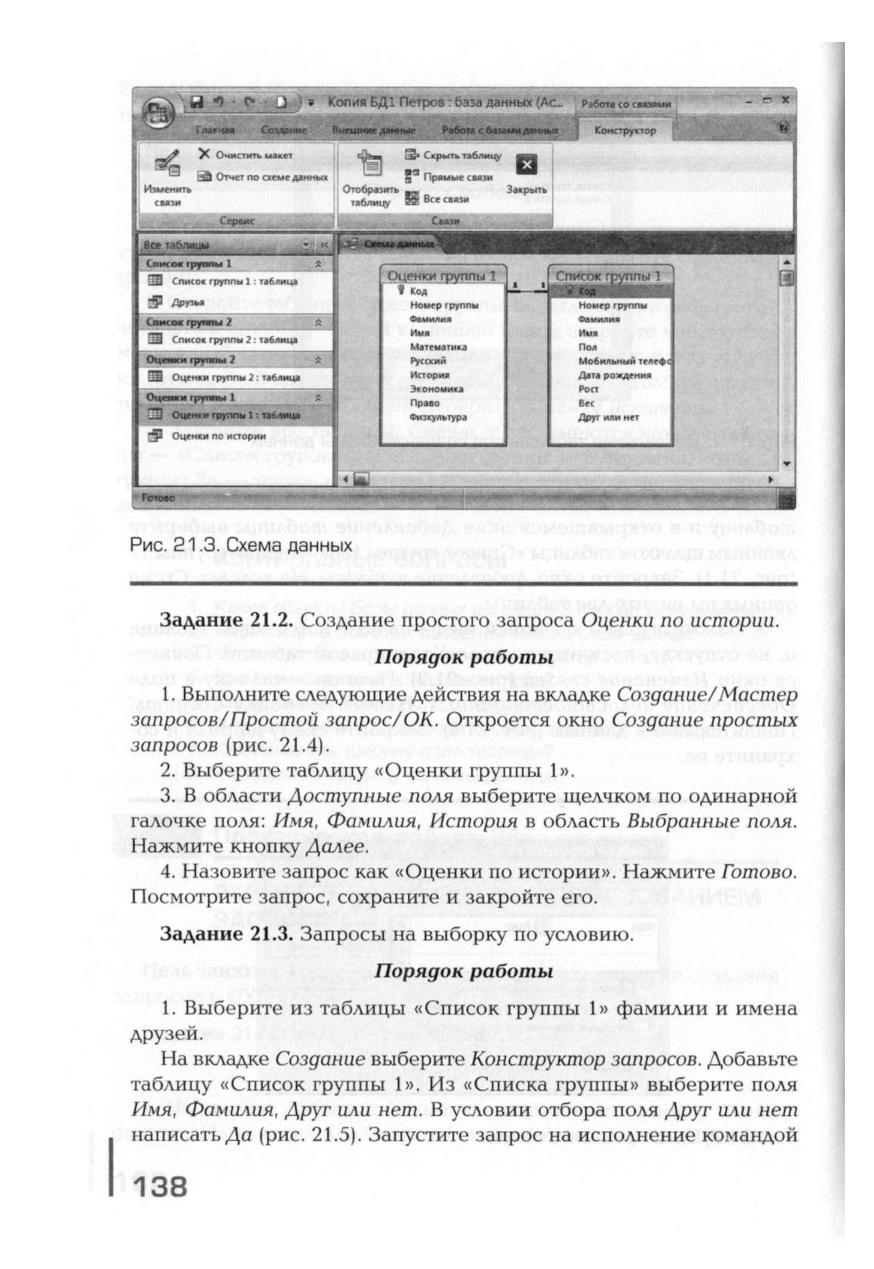 Копия БД1 Петров : база данных (Ac... Работа со связями
Главная Создание Внешние данные Работа с базами данных Конструктор
Изменить связи
Очистить макет
Отчет по схеме данных
Сервис
Отобразить таблицу
Скрыть таблицу
Прямые связи
Все связи
Закрыть
Связи
Все таблицы
Список группы 1
Список группы 1 : таблица
Друзья
Список группы 2
Список группы 2 : таблица
Оценки группы 2
Оценки группы 2 : таблица
Оценки группы 1
Оценки группы 1 : таблица
Оценки по истории
Схема данных
Оценки группы 1
Код
Номер группы
Фамилия
Имя
Математика
Русский
История
Экономика
Право
Физкультура
1 1
Список группы 1
Код
Номер группы
Фамилия
Имя
Пол
Мобильный телефо
Дата рождения
Рост
Вес
Друг или нет
Готово
Рис. 21.3. Схема данных
Задание 21.2. Создание простого запроса Оценки по истории.
Порядок работы
1. Выполните следующие действия на вкладке Создание/Мастер
запросов/Простой запрос/ОК. Откроется окно Создание простых
запросов (рис. 21.4).
2. Выберите таблицу «Оценки группы 1».
3. В области Доступные поля выберите щелчком по одинарной
галочке поля: Имя, Фамилия, История в область Выбранные поля.
Нажмите кнопку Далее.
4. Назовите запрос как «Оценки по истории». Нажмите Готово.
Посмотрите запрос, сохраните и закройте его.
Задание 21.3. Запросы на выборку по условию.
Порядок работы
1. Выберите из таблицы «Список группы 1» фамилии и имена
друзей.
На вкладке Создание выберите Конструктор запросов. Добавьте
таблицу «Список группы 1». Из «Списка группы» выберите поля
Имя, Фамилия, Друг или нет. В условии отбора поля Друг или нет
написать Да (рис. 21.5). Запустите запрос на исполнение командой
138